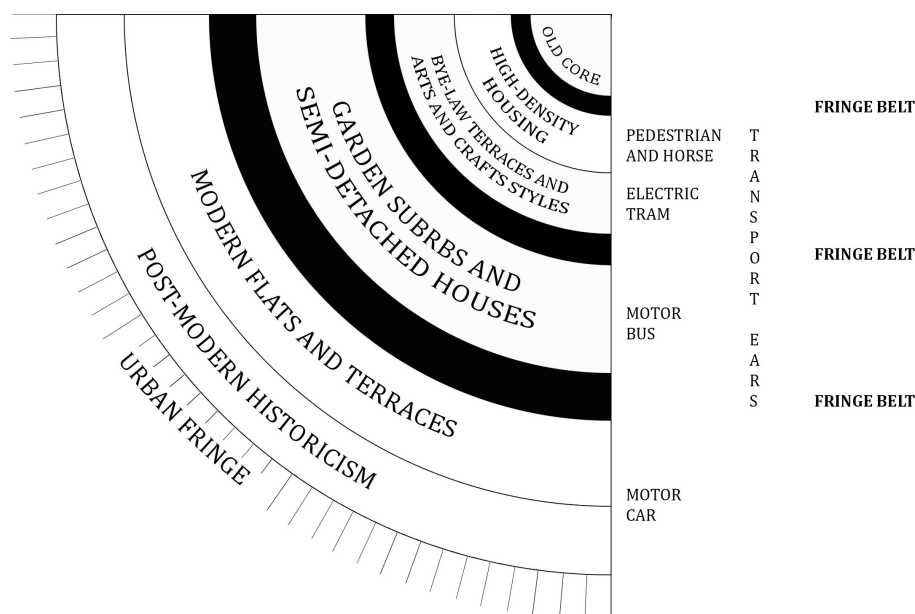 OLD CORE
FRINGE BELT
HIGH-DENSITY
HOUSING
PEDESTRIAN
AND HORSE
BYE-LAW TERRACES AND
ARTS AND CRAFTS STYLES
ELECTRIC
TRAM
FRINGE BELT
GARDEN SUBRBS AND
SEMI-DETACHED HOUSES
MOTOR
BUS
TRANSPORT EARS
FRINGE BELT
MODERN FLATS AND TERRACES
MOTOR
CAR
POST-MODERN HISTORICISM
URBAN FRINGE